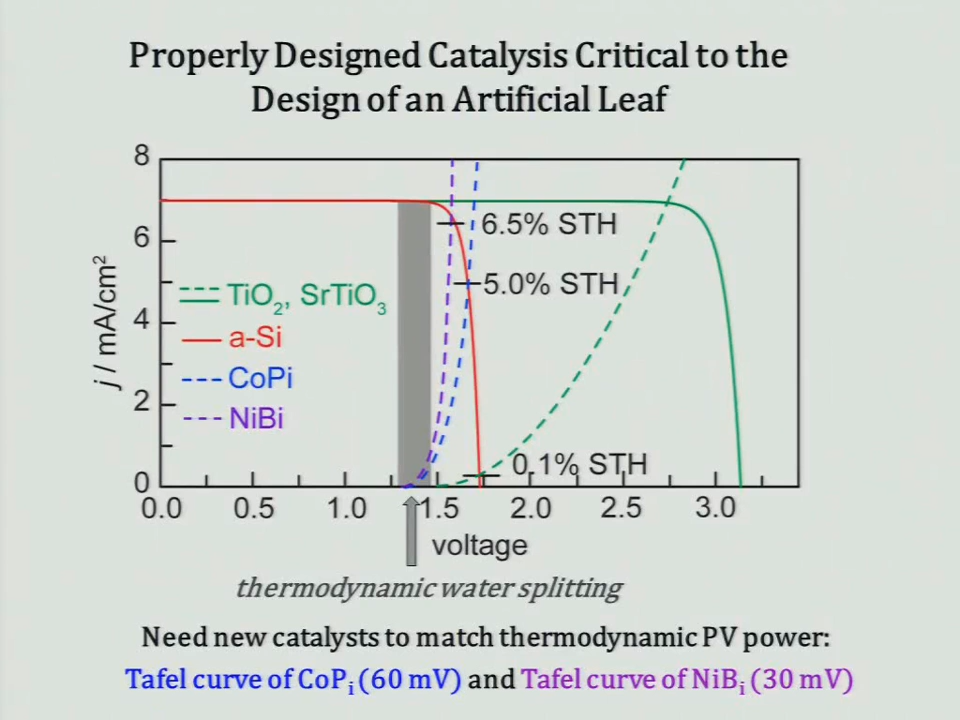 Properly Designed Catalysis Critical to the
Design of an Artificial Leaf
8
6
4
2
0
j / mA/cm²
6.5% STH
5.0% STH
0.1% STH
TiO₂, SrTiO₃
a-Si
CoPi
NiBi
0.0 0.5 1.0 1.5 2.0 2.5 3.0
voltage
thermodynamic water splitting
Need new catalysts to match thermodynamic PV power:
Tafel curve of CoPᵢ (60 mV) and Tafel curve of NiBᵢ (30 mV)